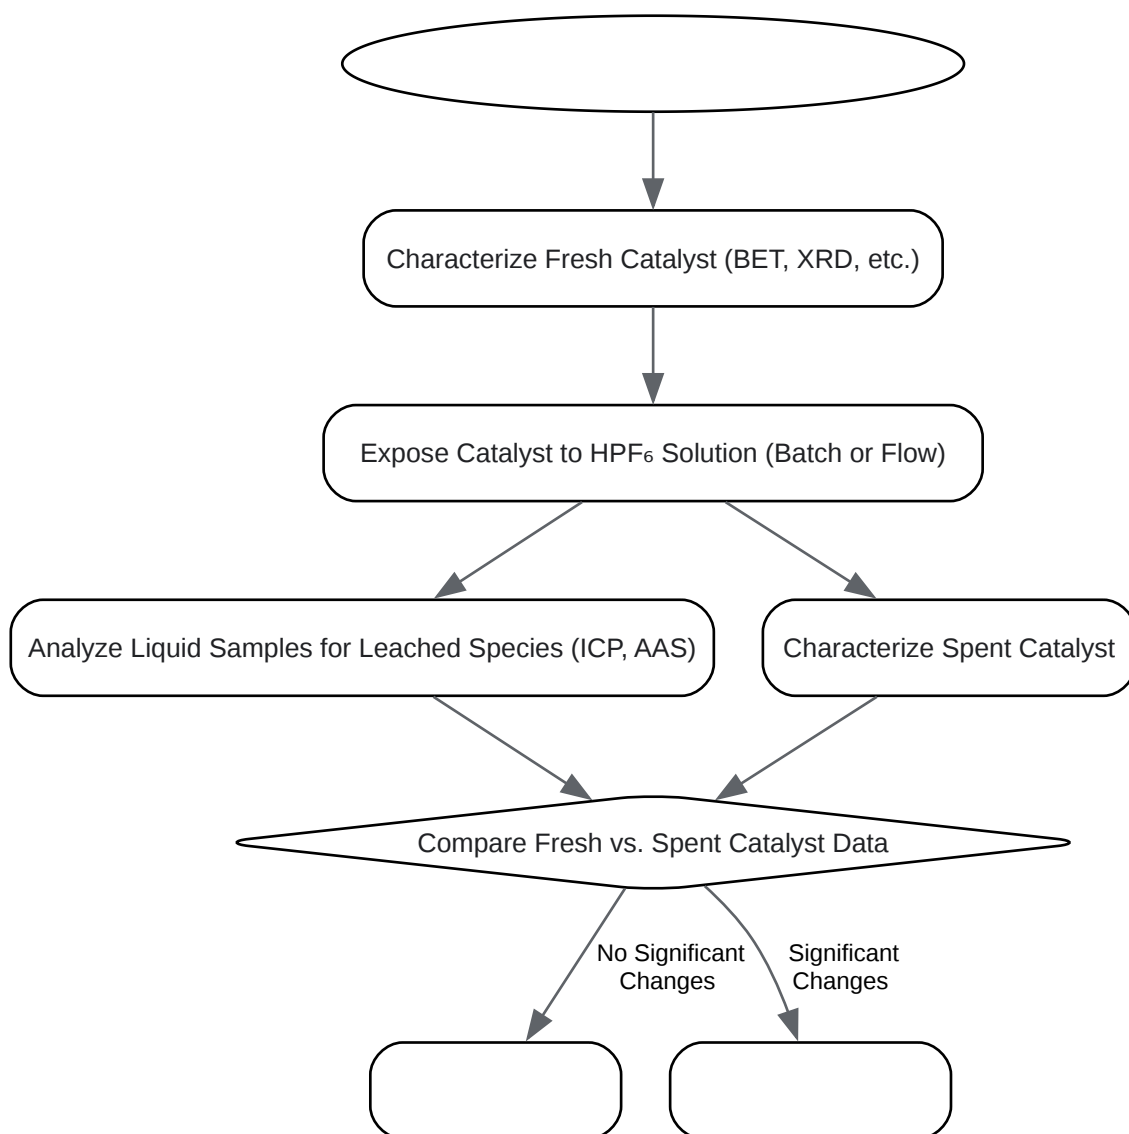 Characterize Fresh Catalyst (BET, XRD, etc.)
Expose Catalyst to HPF₆ Solution (Batch or Flow)
Analyze Liquid Samples for Leached Species (ICP, AAS)
Characterize Spent Catalyst
Compare Fresh vs. Spent Catalyst Data
No Significant
Changes
Significant
Changes